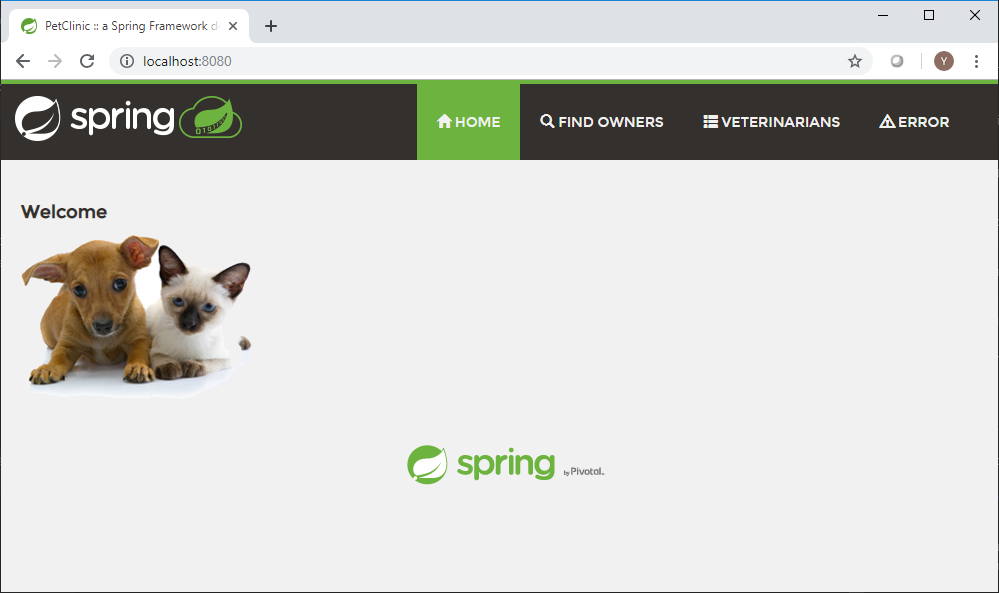 PetClinic :: a Spring Framework d
localhost:8080
Y
spring
HOME
FIND OWNERS
VETERINARIANS
ERROR
Welcome
spring by Pivotal